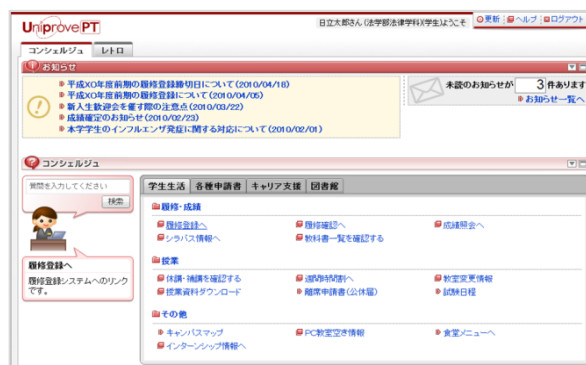 Uniprove PT
日立太郎さん(法学部法律学科)(学生)ようこそ 更新 ヘルプ ログアウト
コンシェルジュ レトロ
お知らせ
平成XO年度前期の履修登録締切日について(2010/04/18)
平成XO年度前期の履修登録について(2010/04/05)
新入生歓迎会を催す際の注意点(2010/03/22)
成績確定のお知らせ(2010/02/23)
本学学生のインフルエンザ発症に関する対応について(2010/02/01)
未読のお知らせが 3 件あります
お知らせ一覧へ
コンシェルジュ
質問を入力してください
検索
履修登録へ
履修登録システムへのリンクです。
学生生活 各種申請書 キャリア支援 図書館
履修・成績
履修登録へ 履修確認へ 成績照会へ
シラバス情報へ 教科書一覧を確認する
授業
休講・補講を確認する 週間時間割へ 教室変更情報
授業資料ダウンロード 離席申請書(公休届) 試験日程
その他
キャンパスマップ PC教室空き情報 食堂メニューへ
インターンシップ情報へ